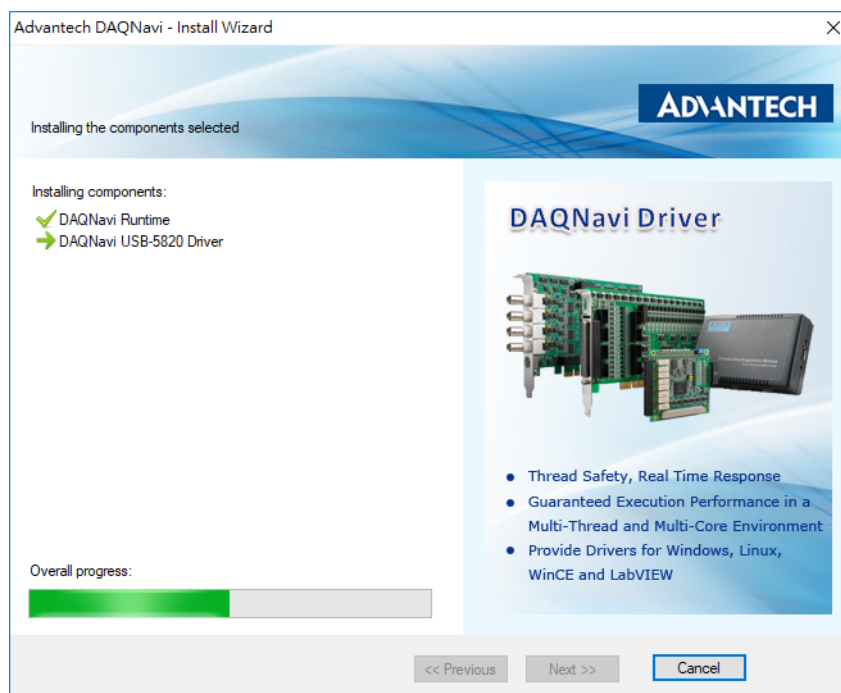 Advantech DAQNavi - Install Wizard
ADVANTECH
Installing the components selected
Installing components:
DAQNavi Runtime
DAQNavi USB-5820 Driver
Overall progress:
DAQNavi Driver
Thread Safety, Real Time Response
Guaranteed Execution Performance in a
Multi-Thread and Multi-Core Environment
Provide Drivers for Windows, Linux,
WinCE and LabVIEW
<< Previous
Next >>
Cancel